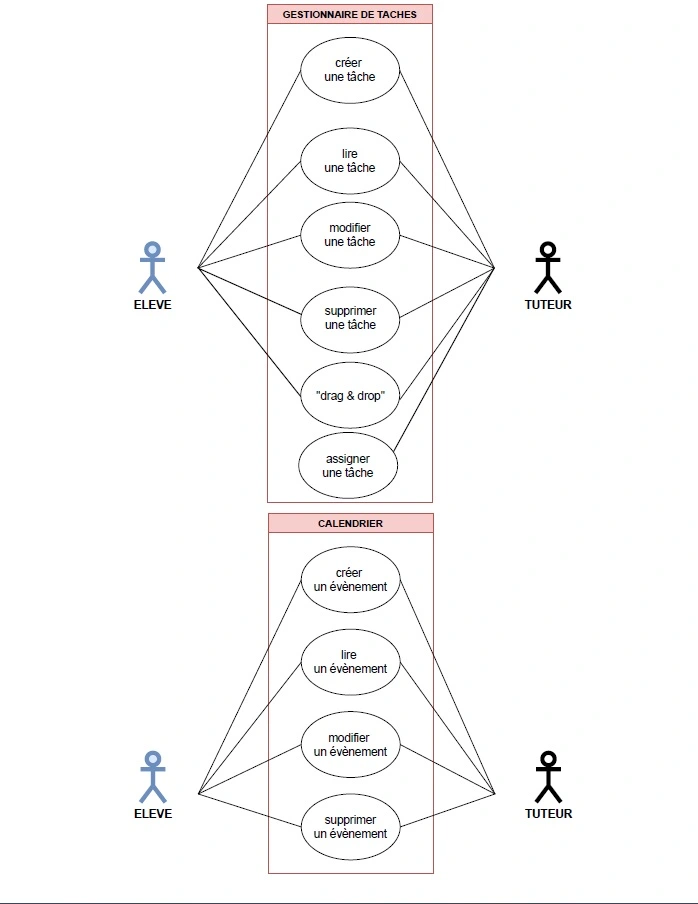 GESTIONNAIRE DE TACHES
créer
une tâche
lire
une tâche
modifier
une tâche
supprimer
une tâche
"drag & drop"
assigner
une tâche
ELEVE
TUTEUR
CALENDRIER
créer
un évènement
lire
un évènement
modifier
un évènement
supprimer
un évènement
ELEVE
TUTEUR